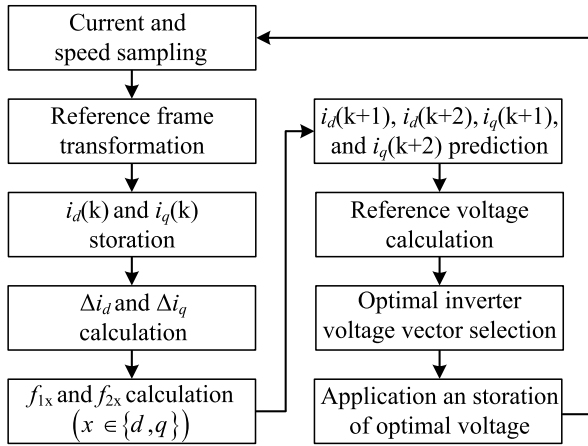 Current and
speed sampling
Reference frame
transformation
i_d(k) and i_q(k)
storation
Δi_d and Δi_q
calculation
f_1x and f_2x calculation
(x ∈{d,q})
i_d(k+1), i_d(k+2), i_q(k+1),
and i_q(k+2) prediction
Reference voltage
calculation
Optimal inverter
voltage vector selection
Application an storation
of optimal voltage